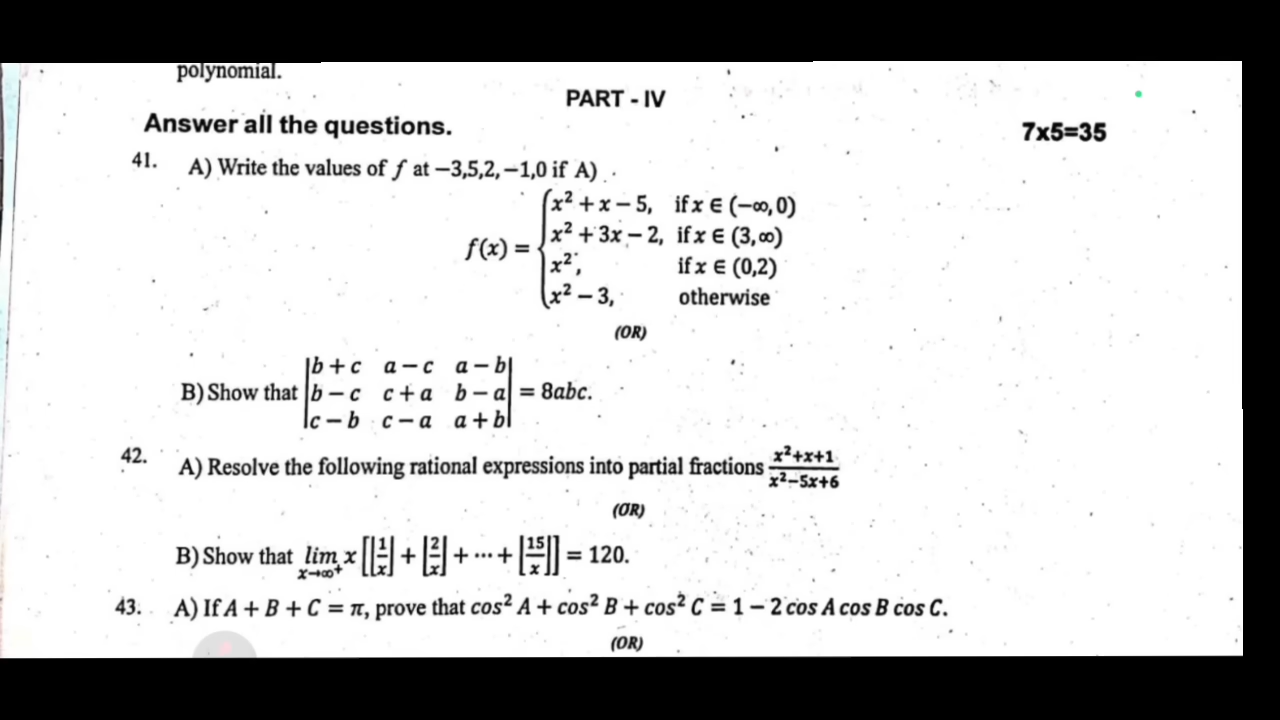 polynomial.
PART - IV
Answer all the questions. 7x5=35
41. A) Write the values of f at −3,5,2,−1,0 if A)
f(x) = { x² + x − 5, if x ∈ (−∞,0)
x² + 3x − 2, if x ∈ (3,∞)
x², if x ∈ (0,2)
x² − 3, otherwise
(OR)
B) Show that |b + c a − c a − b|
|b − c c + a b − a| = 8abc.
|c − b c − a a + b|
42. A) Resolve the following rational expressions into partial fractions (x²+x+1)/(x²−5x+6)
(OR)
B) Show that lim x→∞⁺ x [⌊1/x⌋ + ⌊2/x⌋ + ⋯ + ⌊15/x⌋] = 120.
43. A) If A + B + C = π, prove that cos² A + cos² B + cos² C = 1 − 2 cos A cos B cos C.
(OR)